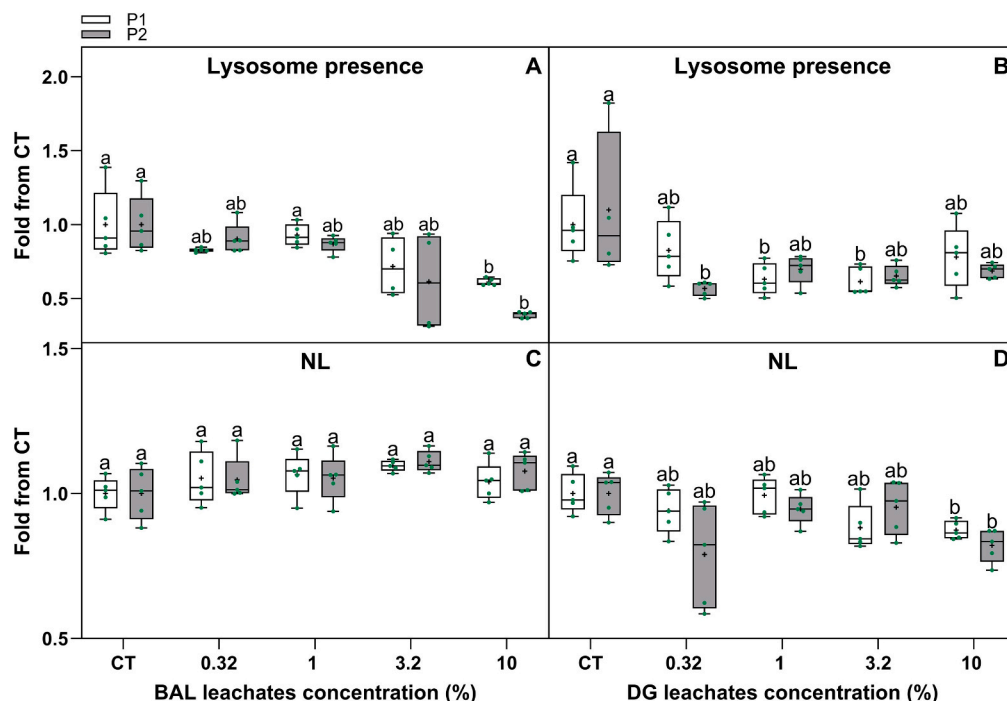 P1
P2
Lysosome presence A
Lysosome presence B
Fold from CT
2.0
1.5
1.0
0.5
a a ab ab a ab ab ab b b
a a ab b b ab b ab ab ab
NL C
NL D
Fold from CT
1.5
1.0
0.5
a a a a a a a a a a
a a ab ab ab ab ab ab b b
CT 0.32 1 3.2 10
CT 0.32 1 3.2 10
BAL leachates concentration (%)
DG leachates concentration (%)